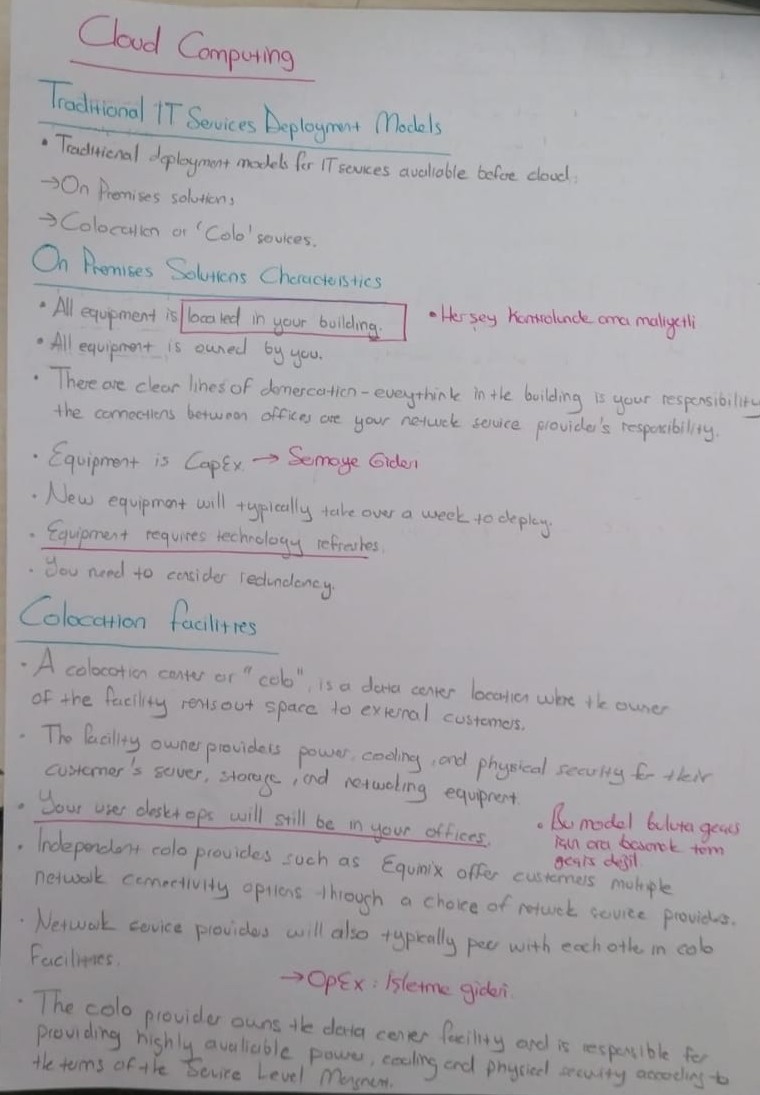 Cloud Computing
Traditional IT Services Deployment Models
• Traditional deployment models for IT services avaliable before cloud:
→ On Premises solution;
→ Colocation or 'Colo' sovices.
On Premises Solutions Characteristics
• All equipment is located in your building.
• Herşey kontrolunde ama maliyetli
• All equipment is owned by you.
• There are clear lines of demercation - eveythink in the building is your responsibility
the connections between offices are your network service provider's responsibility.
• Equipment is CapEx → Sermaye Gideri
• New equipment will typically take over a week to deploy.
• Equipment requires technology refreshes.
• You need to consider redundancy.
Colocation facilities
• A colocation center or "colo", is a data center location where the owner
of the facility rents out space to external customers.
• The facility owner providers power, cooling, and physical security for their
customer's server, storage, and networking equipment.
• Your user desktops will still be in your offices.
• Bu model buluta geçiş
için ara basamak tam
geçiş değil
• Independent colo provides such as Equinix offer customers multiple
network connectivity options through a choice of network service provides.
• Network service providers will also typically peer with each othe in colo
Facilities.
→ OpEx : İşletme gideri.
• The colo provider owns the data center facility and is responsible for
providing highly avaliable power, cooling and physical security according to
the terms of the Service Level